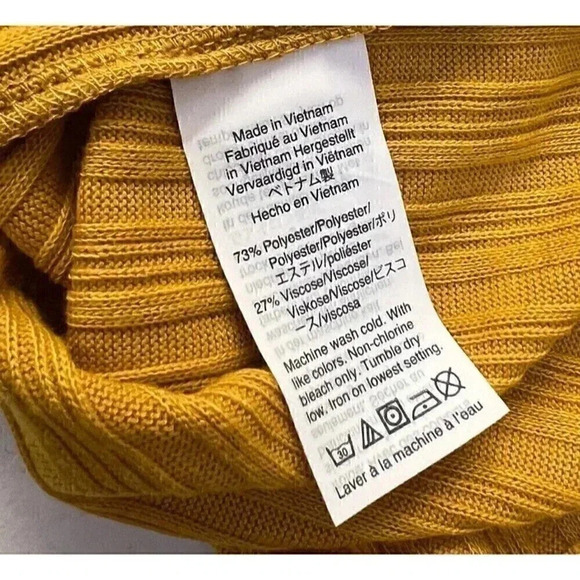 Made in Vietnam
Fabriqué au Vietnam
in Vietnam Hergestellt
Vervaardigd in Viëtnam
ベトナム製
Hecho en Vietnam
73% Polyester/Polyester/
Polyester/Polyester/ポリ
エステル/poliéster
27% Viscose/Viscose/
Viskose/Viscose/ビスコ
ース/viscosa
Machine wash cold. With
like colors. Non-chlorine
bleach only. Tumble dry
low. Iron on lowest setting.
30
Laver à la machine à l'eau